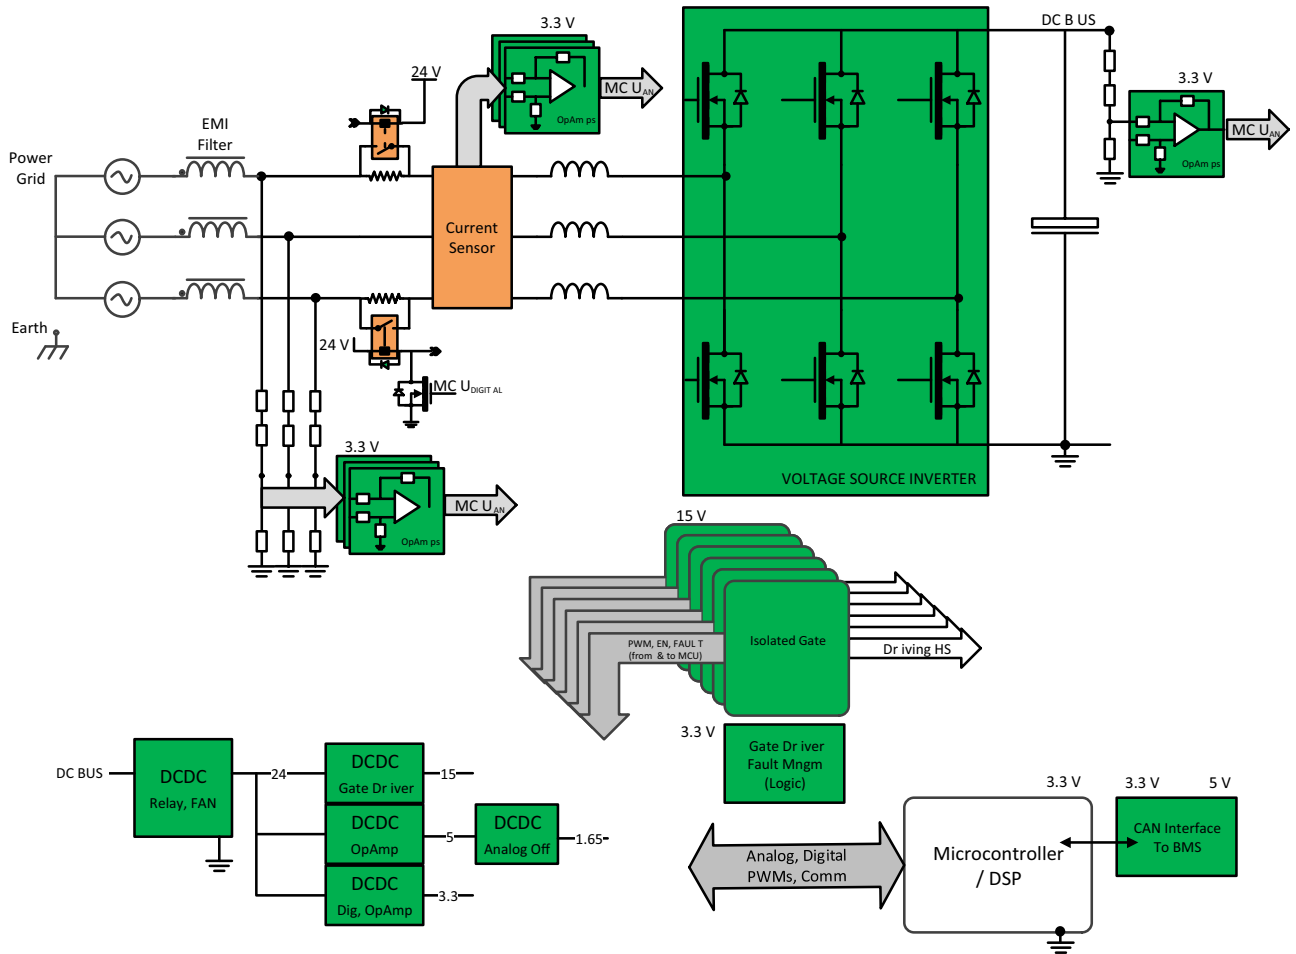 3.3 V
DC B US
24 V
MC U AN
OpAm ps
3.3 V
MC U AN
OpAm ps
EMI
Filter
Power
Grid
Current
Sensor
Earth
24 V
MC U DIGIT AL
3.3 V
MC U AN
OpAm ps
VOLTAGE SOURCE INVERTER
15 V
PWM, EN, FAUL T
(from & to MCU)
Isolated Gate
Dr iving HS
3.3 V
Gate Dr iver
Fault Mngm
(Logic)
DC BUS
DCDC
Relay, FAN
24
DCDC
Gate Dr iver
15
DCDC
OpAmp
5
DCDC
Analog Off
1.65
DCDC
Dig, OpAmp
3.3
Analog, Digital
PWMs, Comm
3.3 V
Microcontroller
/ DSP
3.3 V
5 V
CAN Interface
To BMS